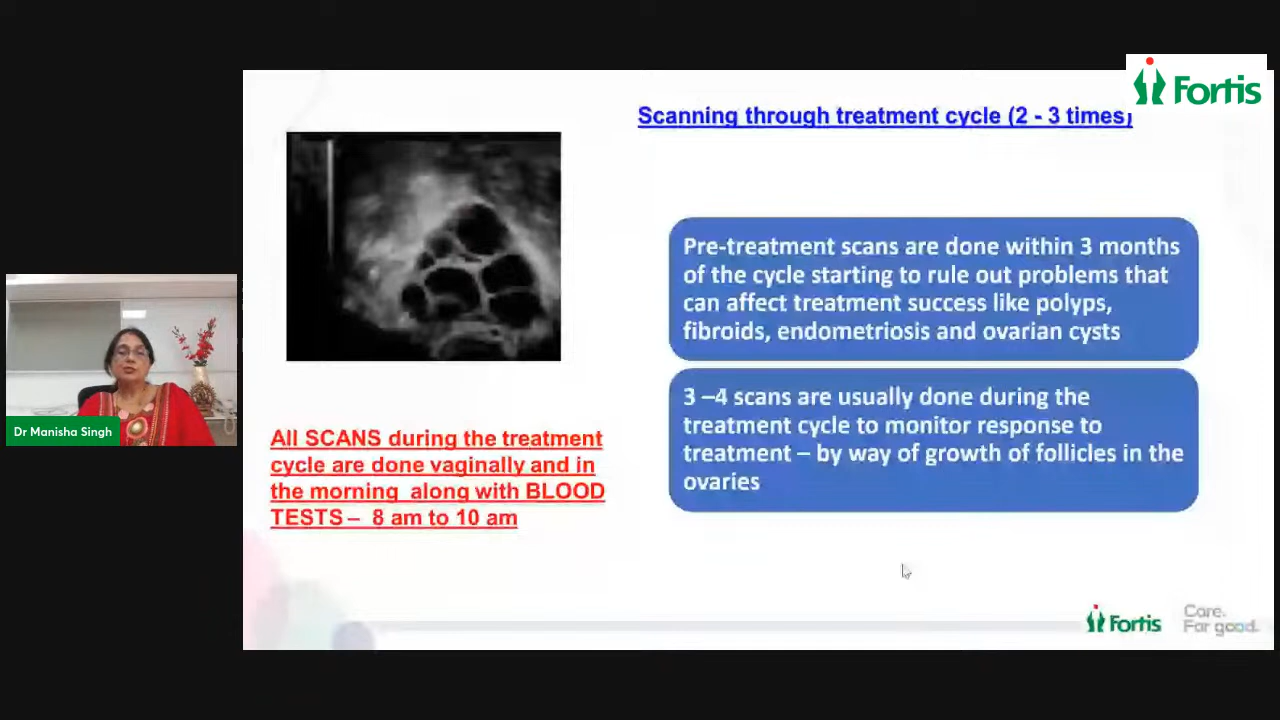 Fortis
Scanning through treatment cycle (2 - 3 times)
Pre-treatment scans are done within 3 months
of the cycle starting to rule out problems that
can affect treatment success like polyps,
fibroids, endometriosis and ovarian cysts
3 –4 scans are usually done during the
treatment cycle to monitor response to
treatment – by way of growth of follicles in the
ovaries
All SCANS during the treatment
cycle are done vaginally and in
the morning along with BLOOD
TESTS – 8 am to 10 am
Dr Manisha Singh
Fortis
Care.
For good.